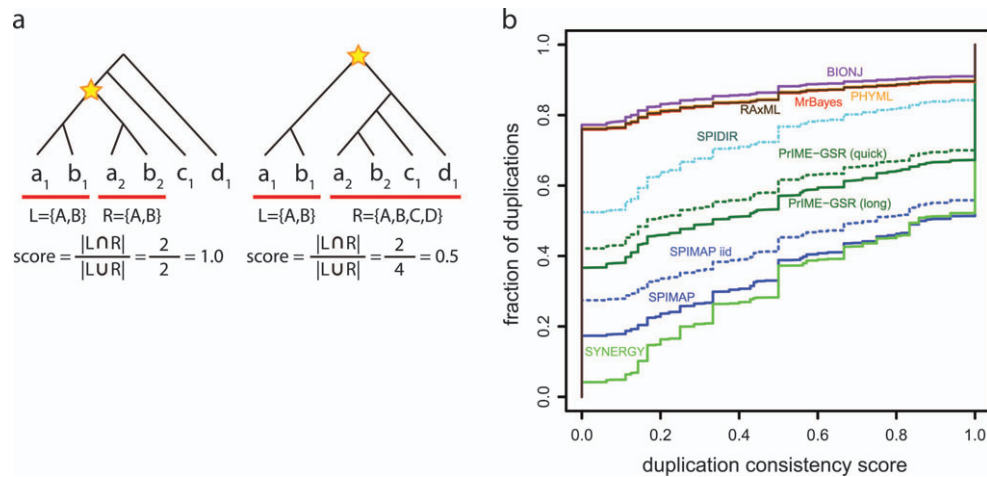 a
a₁ b₁ a₂ b₂ c₁ d₁
L={A,B} R={A,B}
score = |L∩R| / |L∪R| = 2 / 2 = 1.0
a₁ b₁ a₂ b₂ c₁ d₁
L={A,B} R={A,B,C,D}
score = |L∩R| / |L∪R| = 2 / 4 = 0.5
b
fraction of duplications
1.0
0.8
0.6
0.4
0.2
0.0
BIONJ
PHYML
MrBayes
RAxML
SPIDIR
PrIME−GSR (quick)
PrIME−GSR (long)
SPIMAP iid
SPIMAP
SYNERGY
0.0 0.2 0.4 0.6 0.8 1.0
duplication consistency score